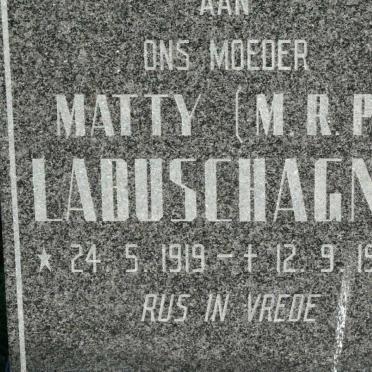 AAN
ONS MOEDER
MATTY (M. R. P
LABUSCHAGN
★ 24. 5. 1919 – † 12. 9. 19
RUS IN VREDE